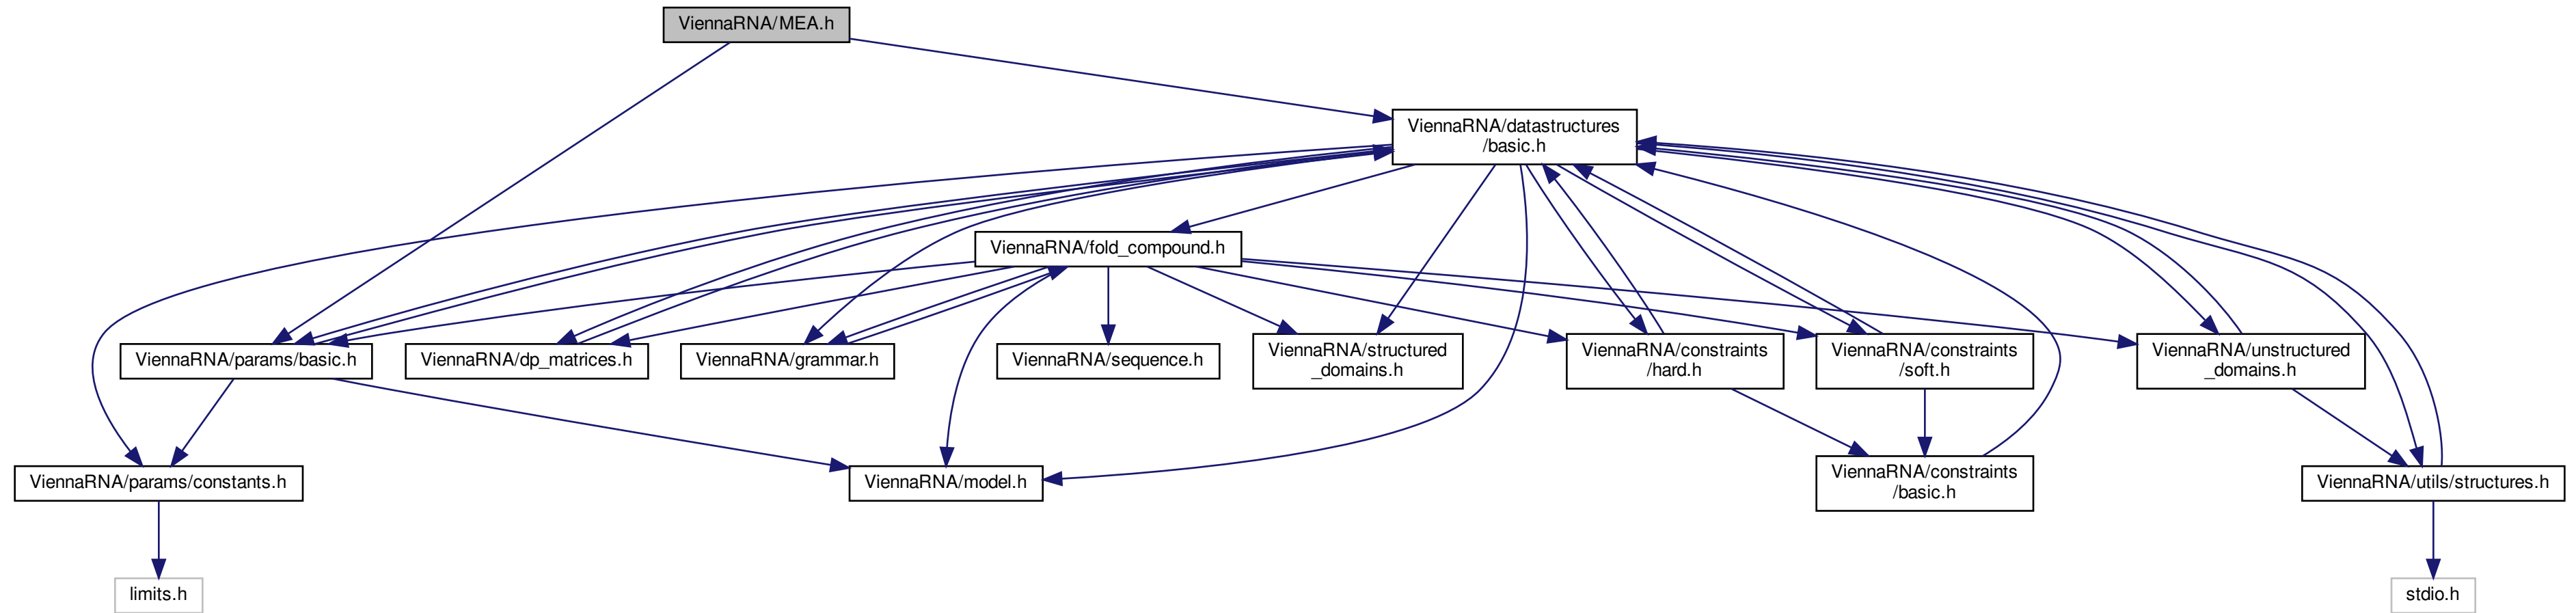 ViennaRNA/MEA.h
ViennaRNA/datastructures
/basic.h
ViennaRNA/fold_compound.h
ViennaRNA/params/basic.h
ViennaRNA/dp_matrices.h
ViennaRNA/grammar.h
ViennaRNA/sequence.h
ViennaRNA/structured
_domains.h
ViennaRNA/constraints
/hard.h
ViennaRNA/constraints
/soft.h
ViennaRNA/unstructured
_domains.h
ViennaRNA/params/constants.h
ViennaRNA/model.h
ViennaRNA/constraints
/basic.h
ViennaRNA/utils/structures.h
limits.h
stdio.h